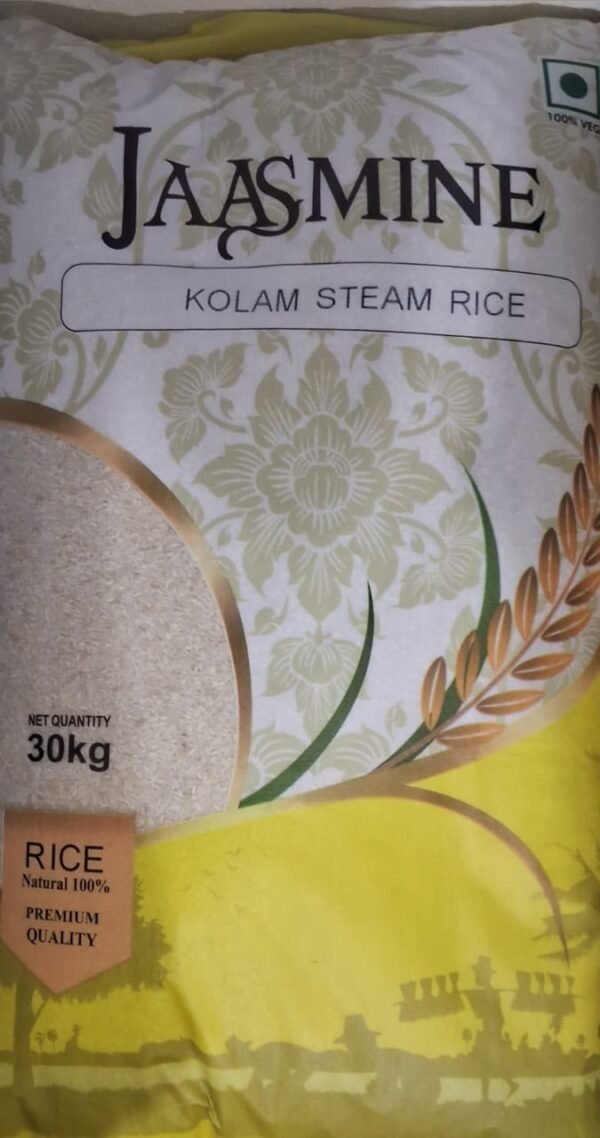 100% VEG
JAASMINE
KOLAM STEAM RICE
NET QUANTITY
30kg
RICE
Natural 100%
PREMIUM
QUALITY